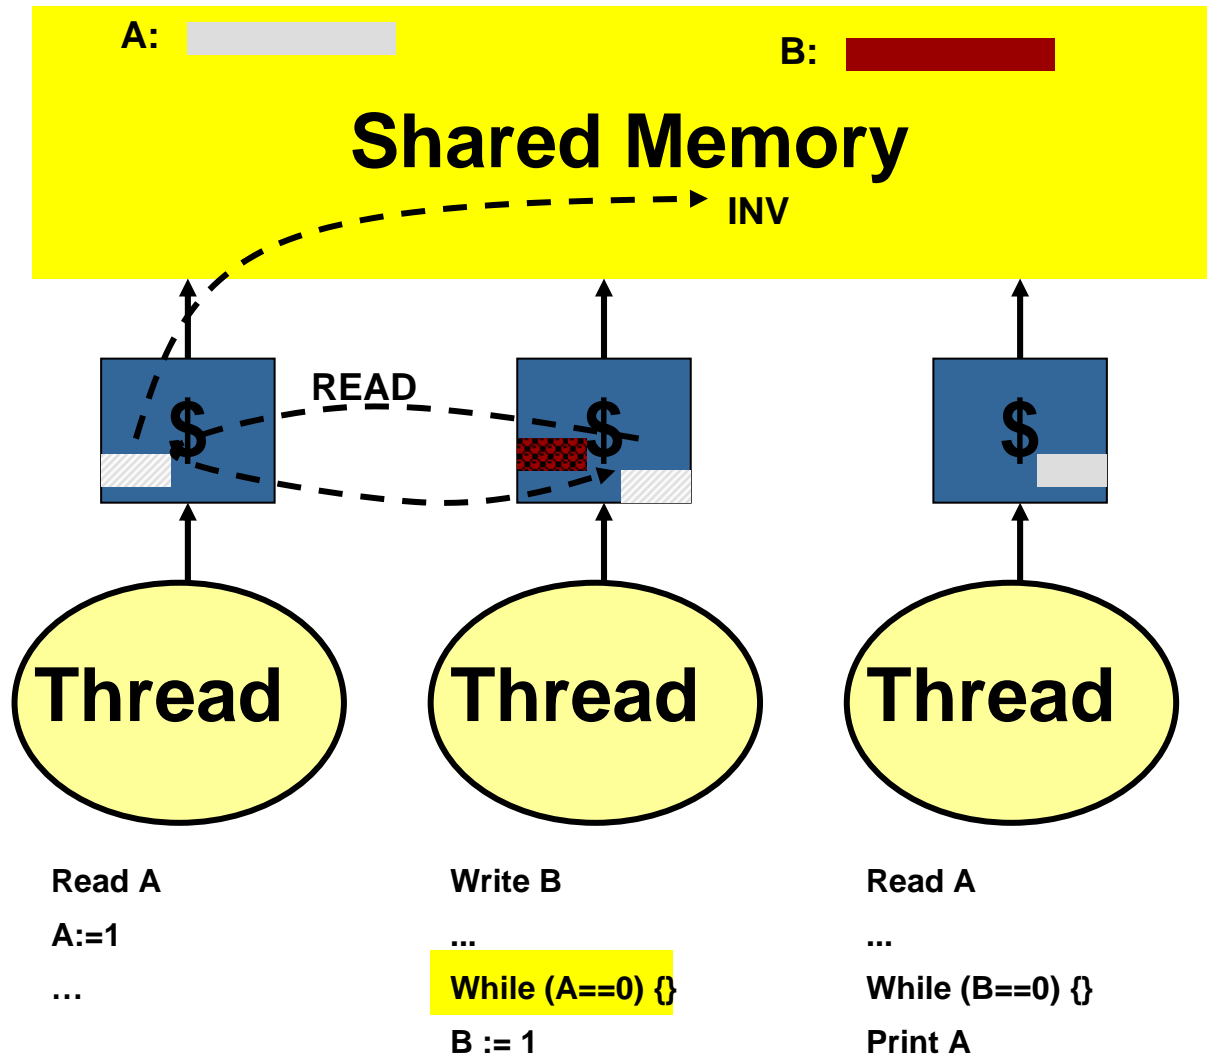 A:
B:
Shared Memory
INV
READ
$
$
$
Thread
Thread
Thread
Read A
A:=1
…
Write B
...
While (A==0) {}
B := 1
Read A
...
While (B==0) {}
Print A